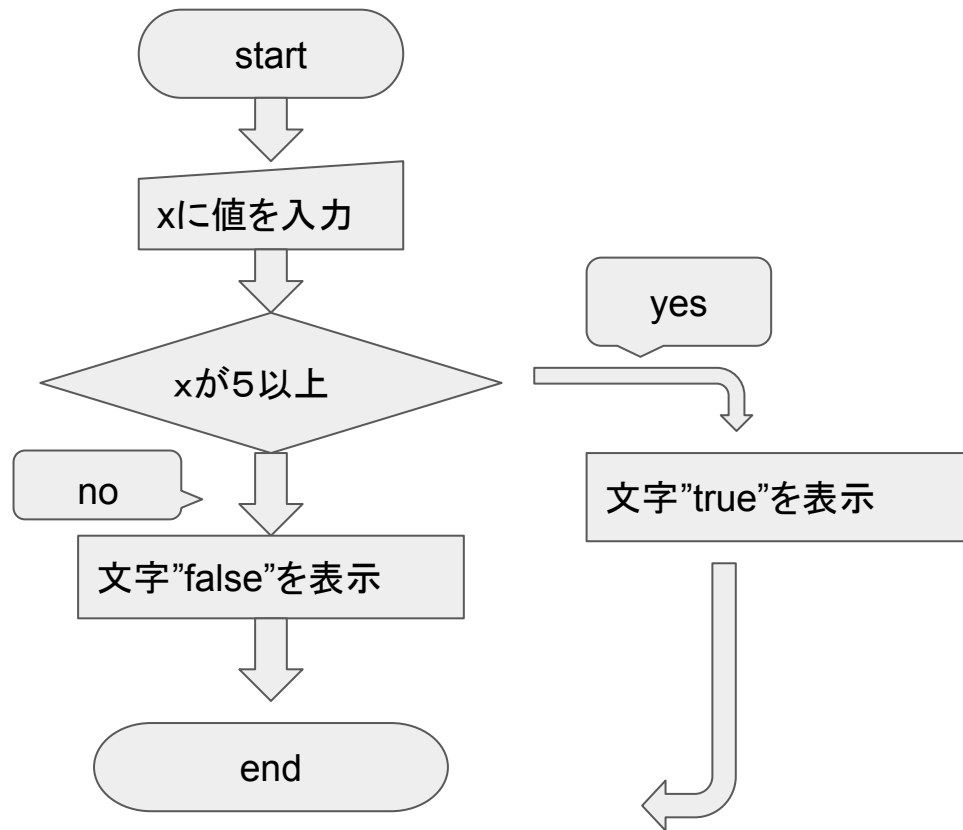 start
xに値を入力
yes
xが５以上
no
文字”true”を表示
文字”false”を表示
end